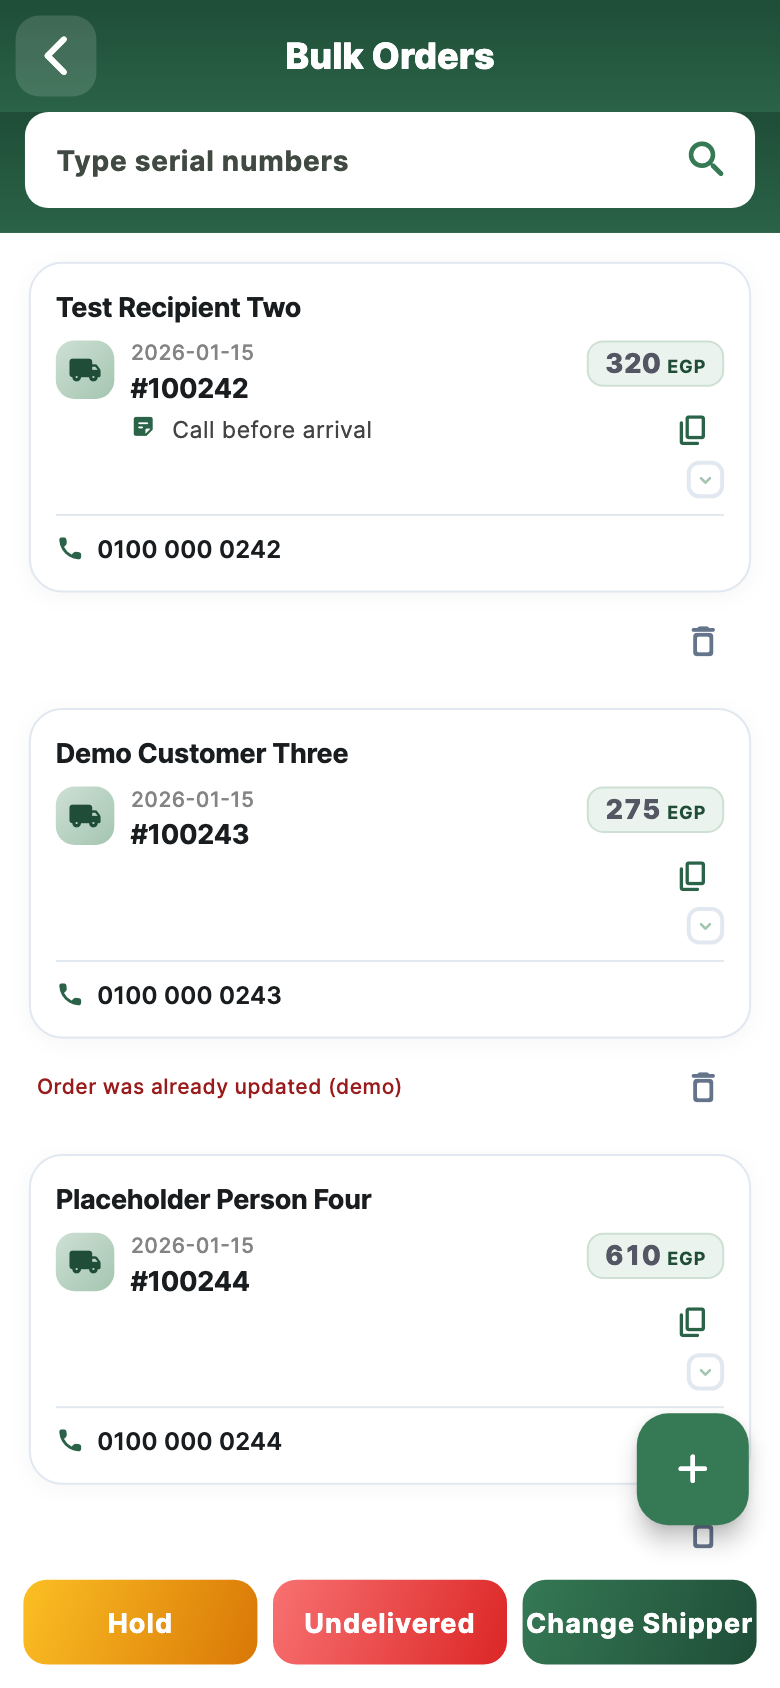 Bulk Orders
Type serial numbers
Test Recipient Two
2026-01-15
320 EGP
#100242
Call before arrival
0100 000 0242
Demo Customer Three
2026-01-15
275 EGP
#100243
0100 000 0243
Order was already updated (demo)
Placeholder Person Four
2026-01-15
610 EGP
#100244
0100 000 0244
+
Hold
Undelivered
Change Shipper